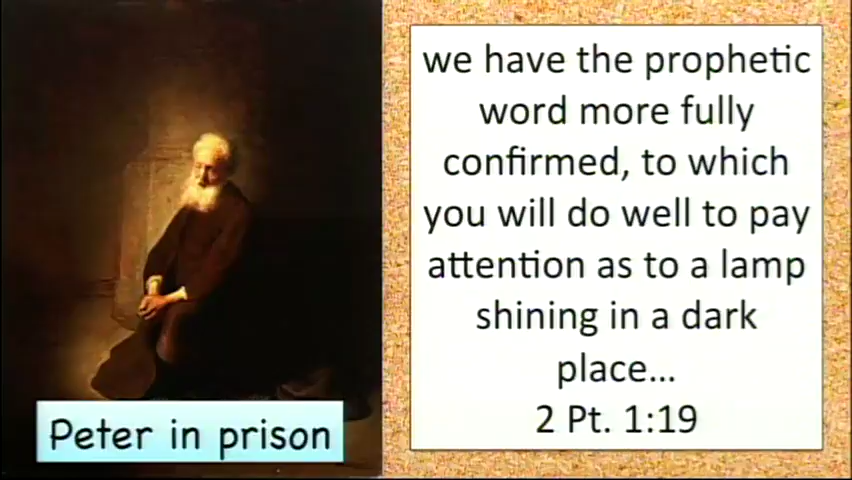 we have the prophetic
word more fully
confirmed, to which
you will do well to pay
attention as to a lamp
shining in a dark
place...
2 Pt. 1:19
Peter in prison